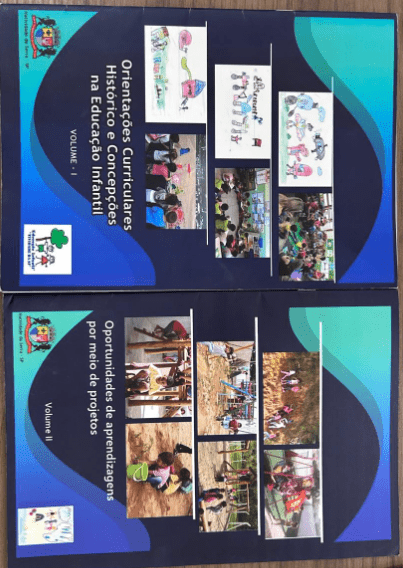 Orientações Curriculares
Histórico e Concepções
na Educação Infantil
VOLUME - I
Oportunidades de aprendizagens
por meio de projetos
Volume II